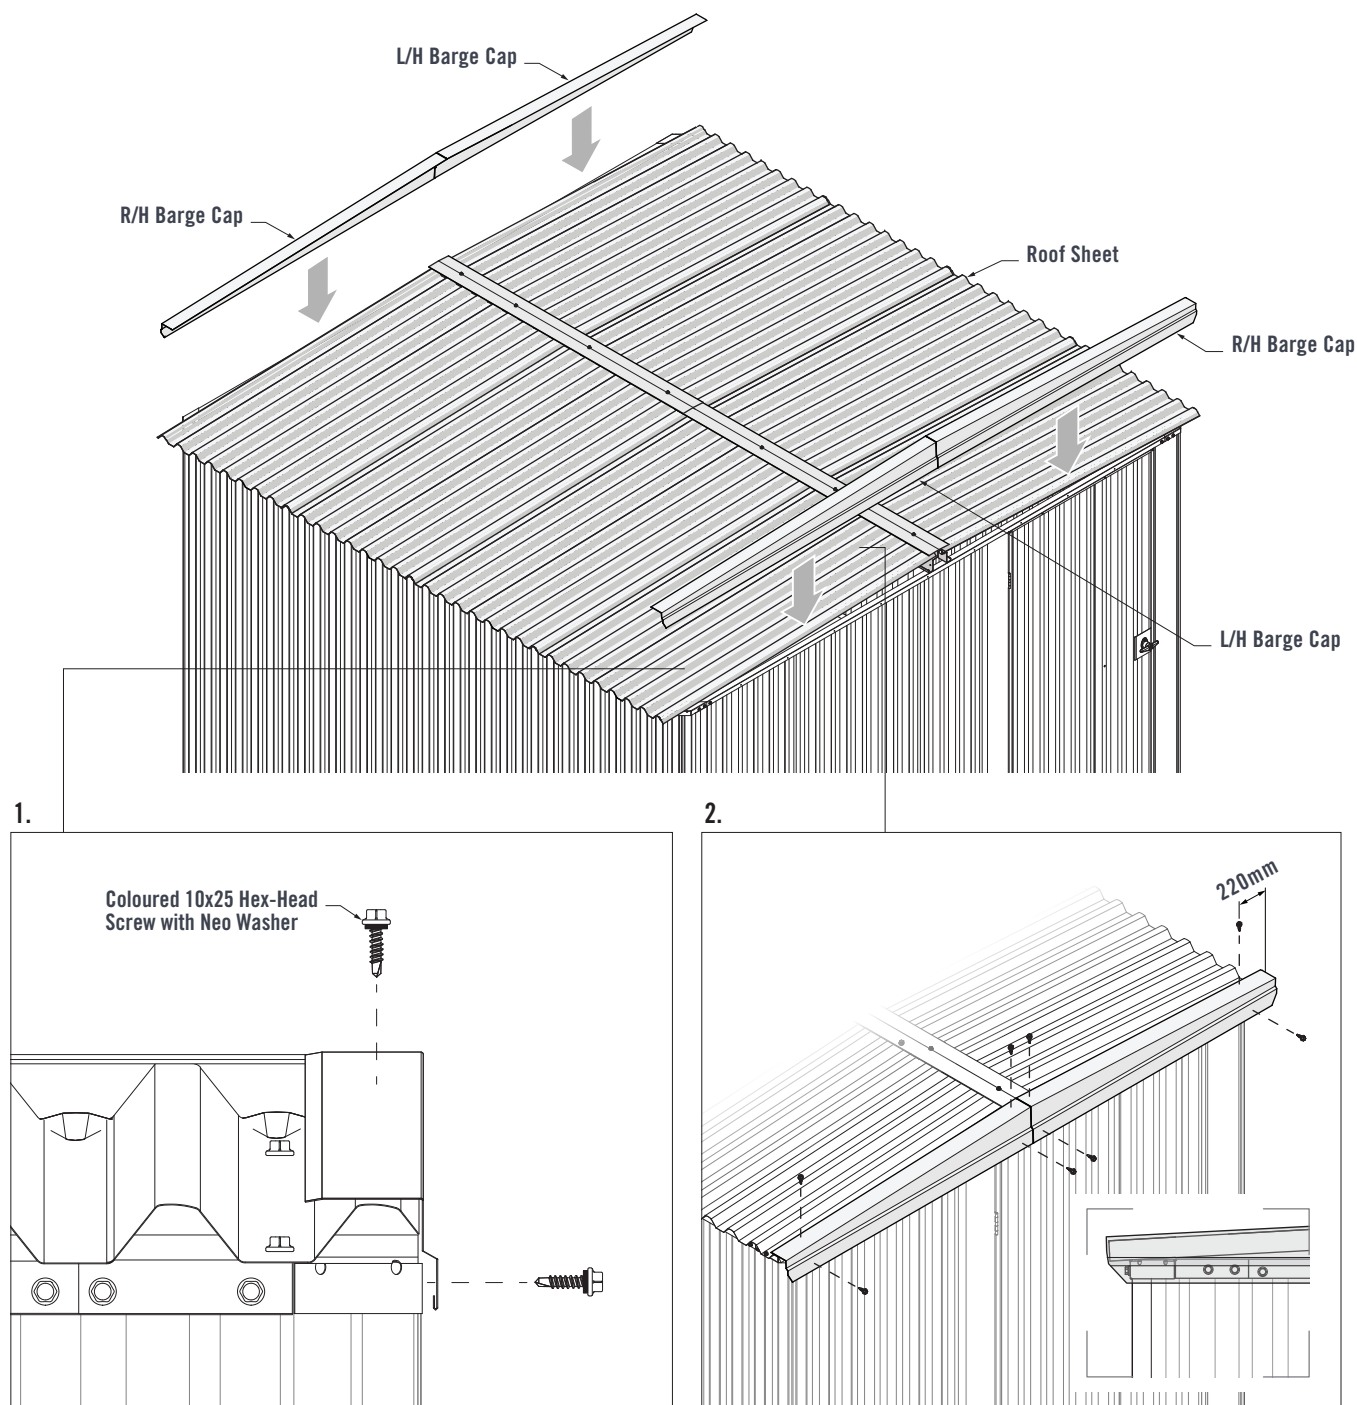 L/H Barge Cap
R/H Barge Cap
Roof Sheet
R/H Barge Cap
L/H Barge Cap
1.
2.
Coloured 10x25 Hex-Head
Screw with Neo Washer
220mm